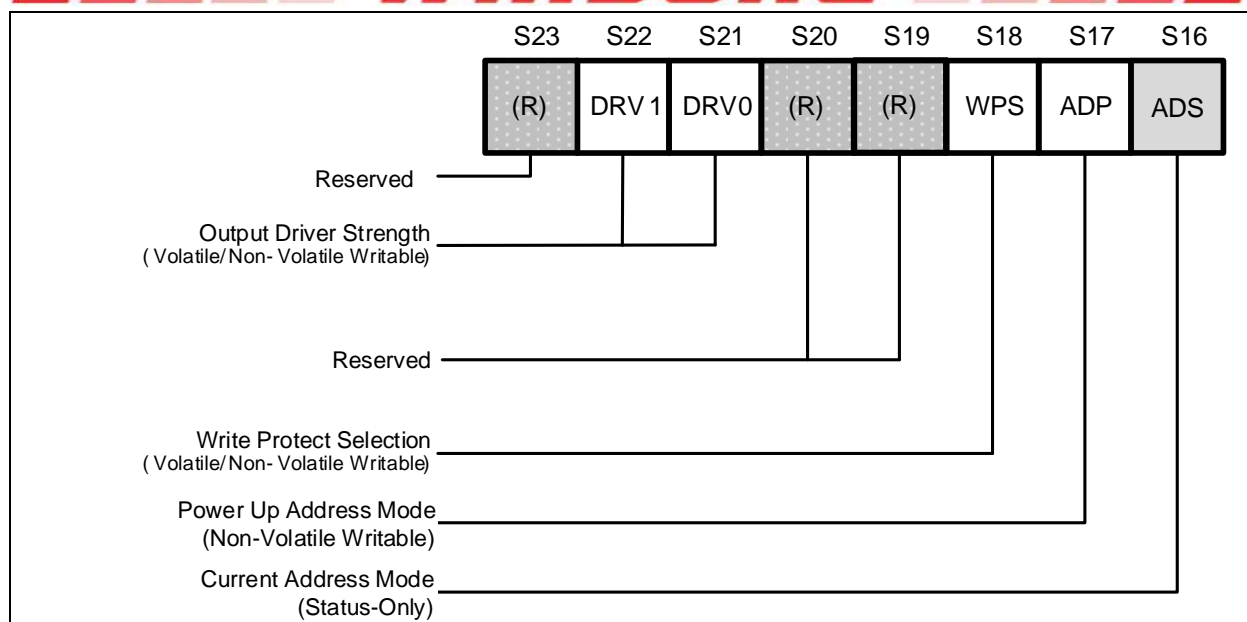 S23 S22 S21 S20 S19 S18 S17 S16
(R) DRV1 DRV0 (R) (R) WPS ADP ADS
Reserved
Output Driver Strength
(Volatile/Non-Volatile Writable)
Reserved
Write Protect Selection
(Volatile/Non-Volatile Writable)
Power Up Address Mode
(Non-Volatile Writable)
Current Address Mode
(Status-Only)